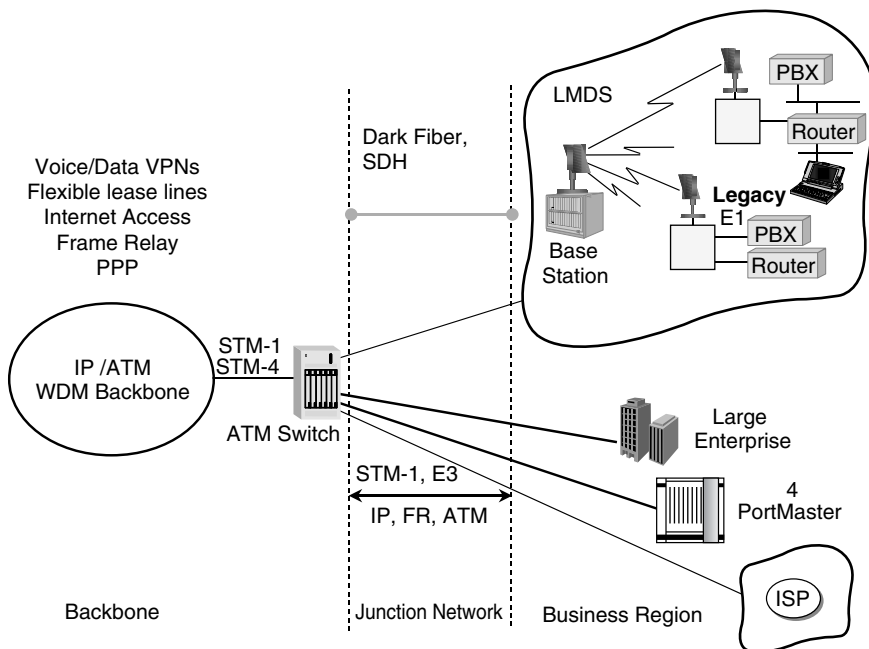 Voice/Data VPNs
Flexible lease lines
Internet Access
Frame Relay
PPP
IP /ATM
WDM Backbone
STM-1
STM-4
ATM Switch
Dark Fiber,
SDH
STM-1, E3
IP, FR, ATM
LMDS
Base
Station
PBX
Router
Legacy
E1
PBX
Router
Large
Enterprise
4
PortMaster
ISP
Backbone
Junction Network
Business Region